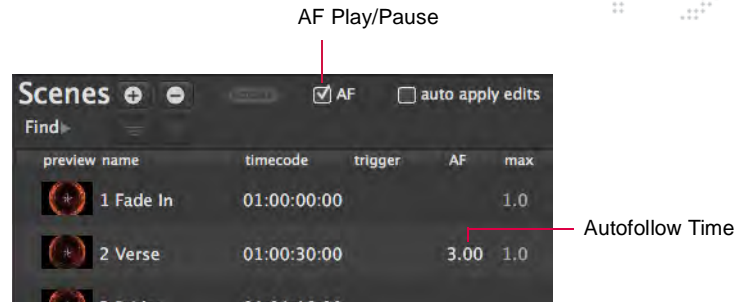 AF Play/Pause
Scenes
AF
auto apply edits
Find
preview name timecode trigger AF max
1 Fade In 01:00:00:00 1.0
2 Verse 01:00:30:00 3.00 1.0
Autofollow Time